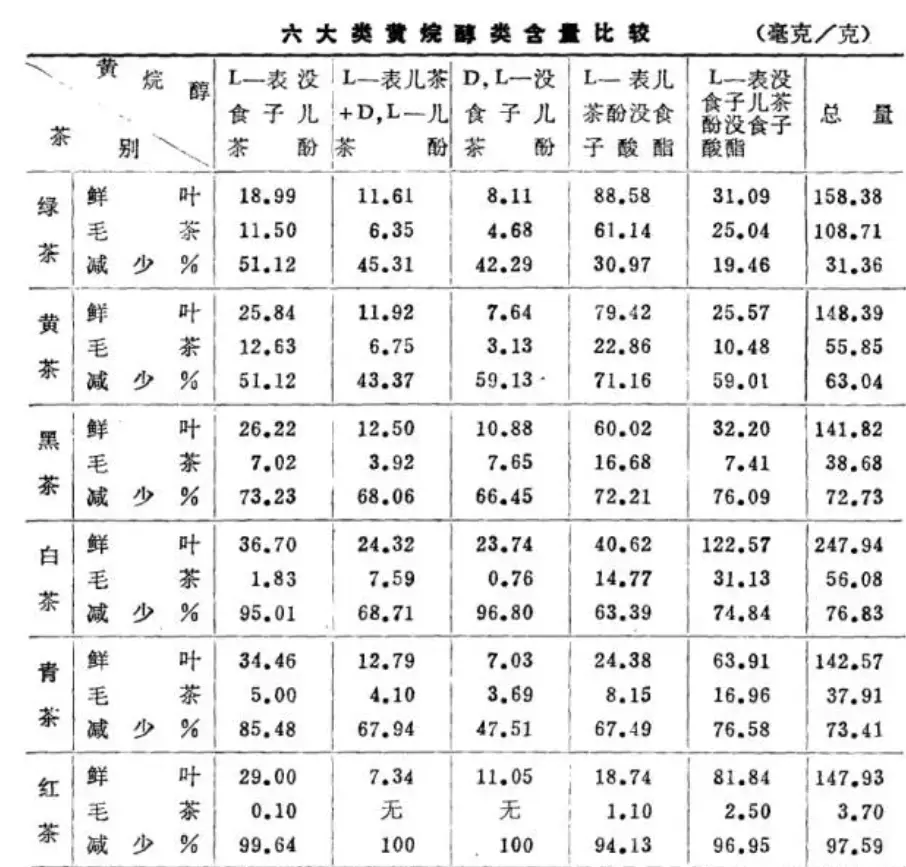 六大类黄烷醇类含量比较 （毫克／克）
黄烷醇 L—表没 L—表儿茶 D,L—没 L—表儿 L—表没
食子儿 +D,L—儿 食子儿 茶酚没食 食子儿茶 总量
茶别 茶酚 茶酚 茶酚 子酸酯 酚没食子
酸酯
绿茶 鲜叶 18.99 11.61 8.11 88.58 31.09 158.38
毛茶 11.50 6.35 4.68 61.14 25.04 108.71
减少% 51.12 45.31 42.29 30.97 19.46 31.36
黄茶 鲜叶 25.84 11.92 7.64 79.42 25.57 148.39
毛茶 12.63 6.75 3.13 22.86 10.48 55.85
减少% 51.12 43.37 59.13 71.16 59.01 63.04
黑茶 鲜叶 26.22 12.50 10.88 60.02 32.20 141.82
毛茶 7.02 3.92 7.65 16.68 7.41 38.68
减少% 73.23 68.06 66.45 72.21 76.09 72.73
白茶 鲜叶 36.70 24.32 23.74 40.62 122.57 247.94
毛茶 1.83 7.59 0.76 14.77 31.13 56.08
减少% 95.01 68.71 96.80 63.39 74.84 76.83
青茶 鲜叶 34.46 12.79 7.03 24.38 63.91 142.57
毛茶 5.00 4.10 3.69 8.15 16.96 37.91
减少% 85.48 67.94 47.51 67.49 76.58 73.41
红茶 鲜叶 29.00 7.34 11.05 18.74 81.84 147.93
毛茶 0.10 无 无 1.10 2.50 3.70
减少% 99.64 100 100 94.13 96.95 97.59